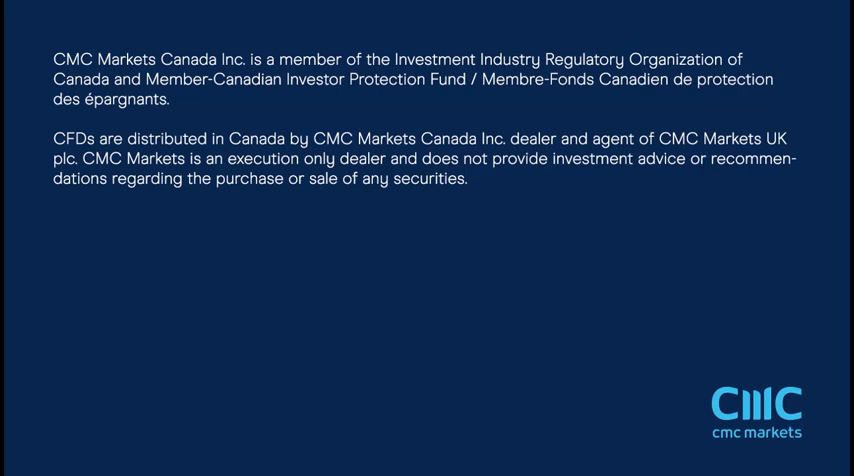 CMC Markets Canada Inc. is a member of the Investment Industry Regulatory Organization of
Canada and Member-Canadian Investor Protection Fund / Membre-Fonds Canadien de protection
des épargnants.
CFDs are distributed in Canada by CMC Markets Canada Inc. dealer and agent of CMC Markets UK
plc. CMC Markets is an execution only dealer and does not provide investment advice or recommen-
dations regarding the purchase or sale of any securities.
CMC
cmc markets